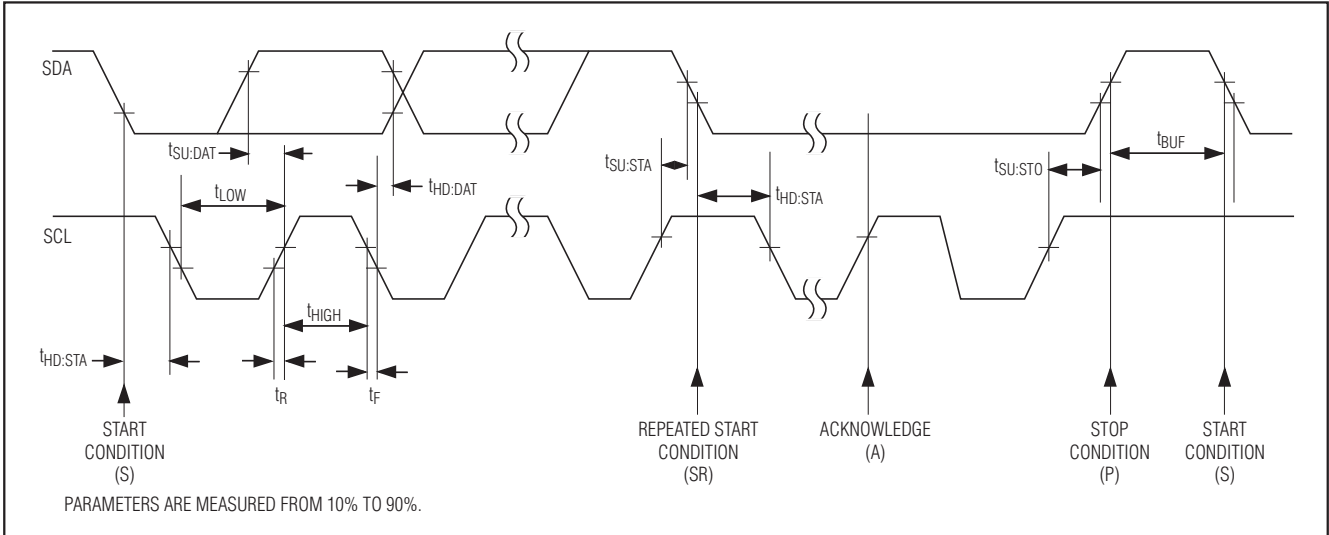 SDA
tSU:DAT
tLOW
tHD:DAT
tSU:STA
tHD:STA
tSU:STO
tBUF
SCL
tHD:STA
tR
tHIGH
tF
START
CONDITION
(S)
REPEATED START
CONDITION
(SR)
ACKNOWLEDGE
(A)
STOP
CONDITION
(P)
START
CONDITION
(S)
PARAMETERS ARE MEASURED FROM 10% TO 90%.